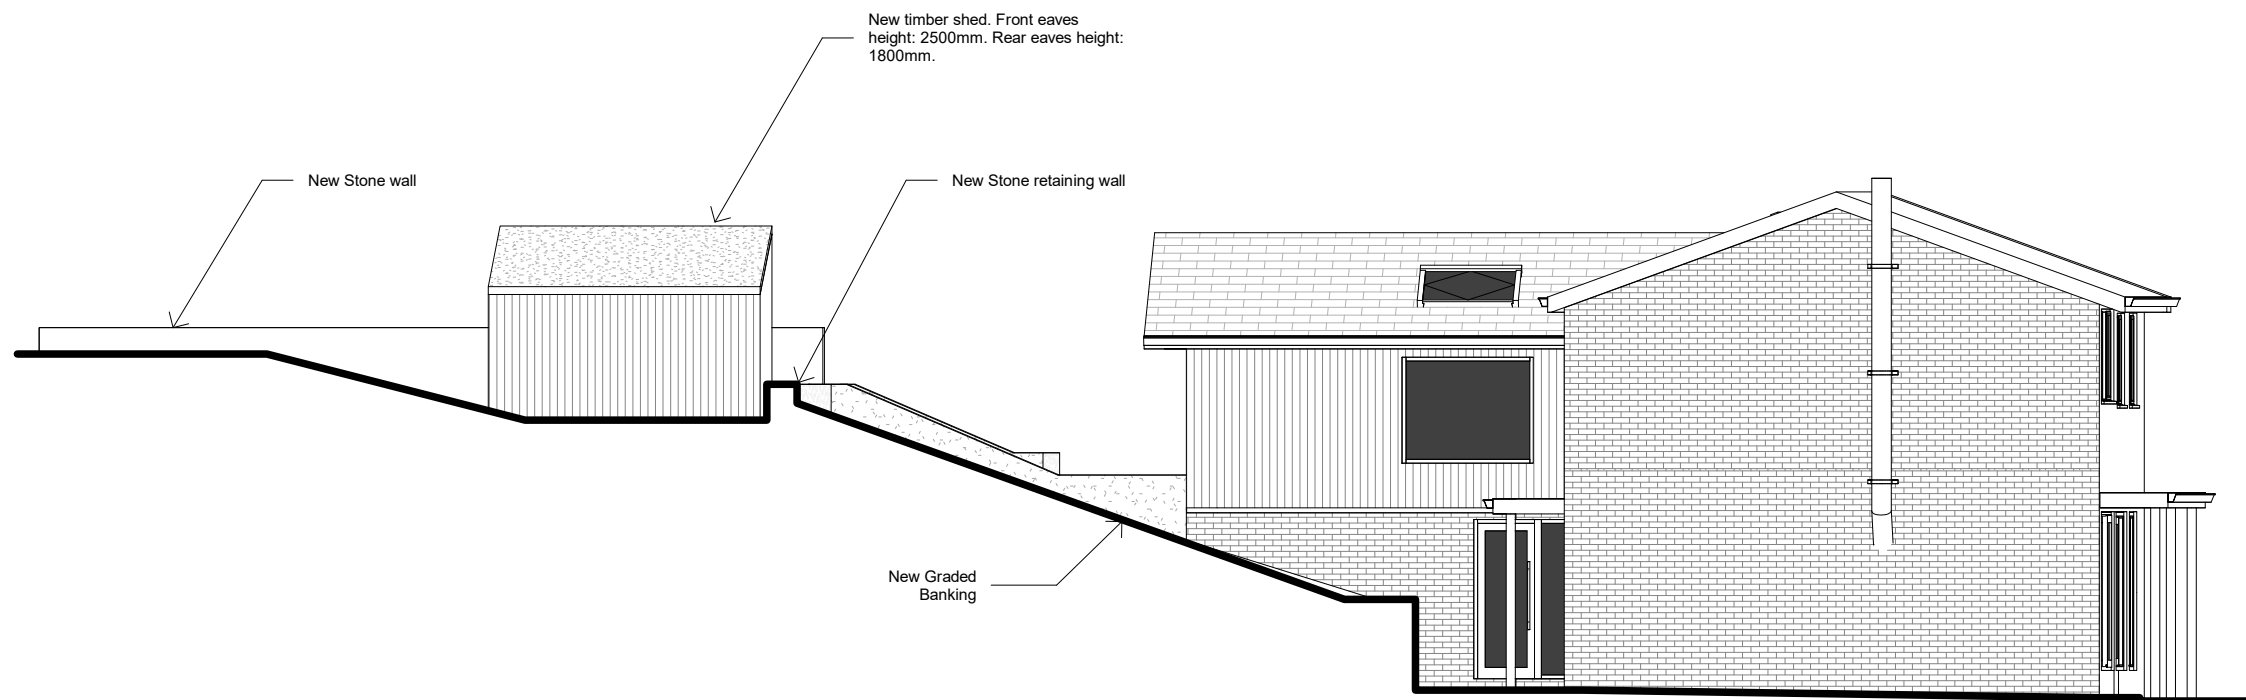 New timber shed. Front eaves
height: 2500mm. Rear eaves height:
1800mm.
New Stone wall
New Stone retaining wall
New Graded
Banking